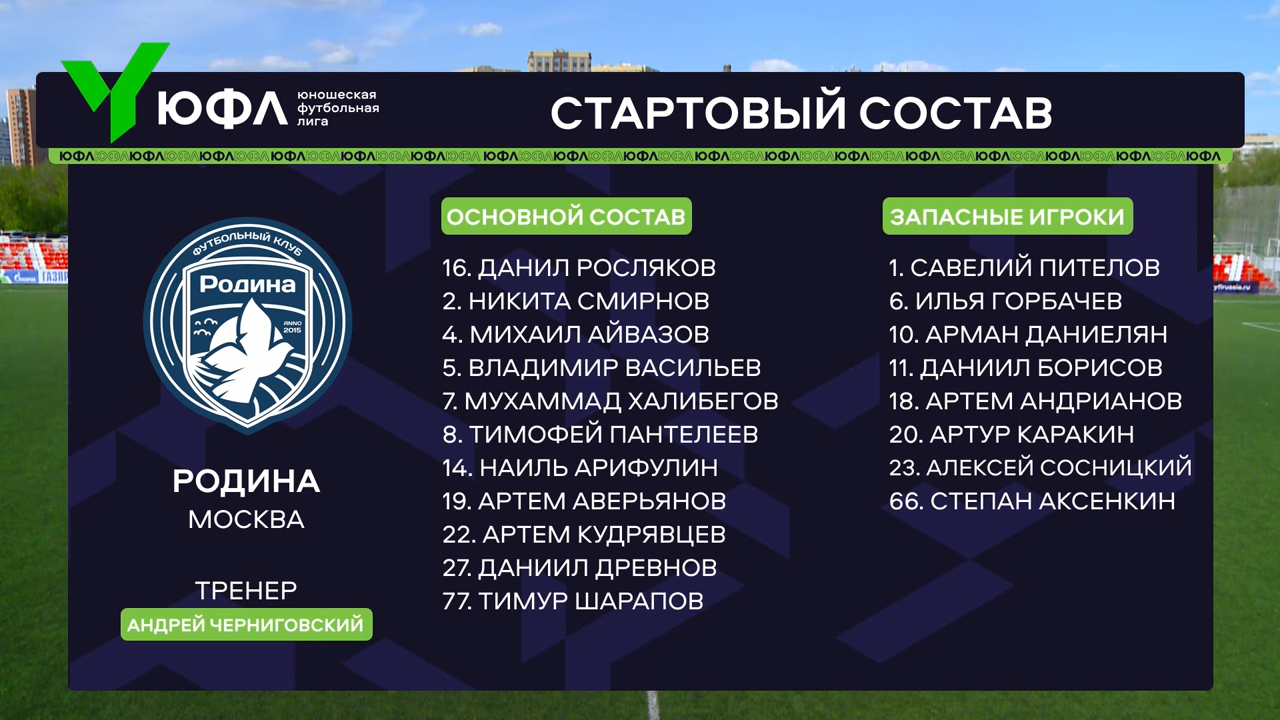 ЮФЛ
юношеская
футбольная
лига
СТАРТОВЫЙ СОСТАВ
ЮФЛЮФЛЮФЛЮФЛЮФЛЮФЛЮФЛЮФЛЮФЛЮФЛЮФЛ ЮФЛЮФЛЮФЛЮФЛЮФЛЮФЛЮФЛЮФЛЮФЛЮФЛЮФЛЮФЛЮФЛЮФЛЮФЛЮФЛЮФЛЮФЛЮФЛЮФЛЮФЛ
ФУТБОЛЬНЫЙ КЛУБ
Родина
ANNO
2015
РОДИНА
МОСКВА
ТРЕНЕР
АНДРЕЙ ЧЕРНИГОВСКИЙ
ОСНОВНОЙ СОСТАВ
16. ДАНИЛ РОСЛЯКОВ
2. НИКИТА СМИРНОВ
4. МИХАИЛ АЙВАЗОВ
5. ВЛАДИМИР ВАСИЛЬЕВ
7. МУХАММАД ХАЛИБЕГОВ
8. ТИМОФЕЙ ПАНТЕЛЕЕВ
14. НАИЛЬ АРИФУЛИН
19. АРТЕМ АВЕРЬЯНОВ
22. АРТЕМ КУДРЯВЦЕВ
27. ДАНИИЛ ДРЕВНОВ
77. ТИМУР ШАРАПОВ
ЗАПАСНЫЕ ИГРОКИ
1. САВЕЛИЙ ПИТЕЛОВ
6. ИЛЬЯ ГОРБАЧЕВ
10. АРМАН ДАНИЕЛЯН
11. ДАНИИЛ БОРИСОВ
18. АРТЕМ АНДРИАНОВ
20. АРТУР КАРАКИН
23. АЛЕКСЕЙ СОСНИЦКИЙ
66. СТЕПАН АКСЕНКИН